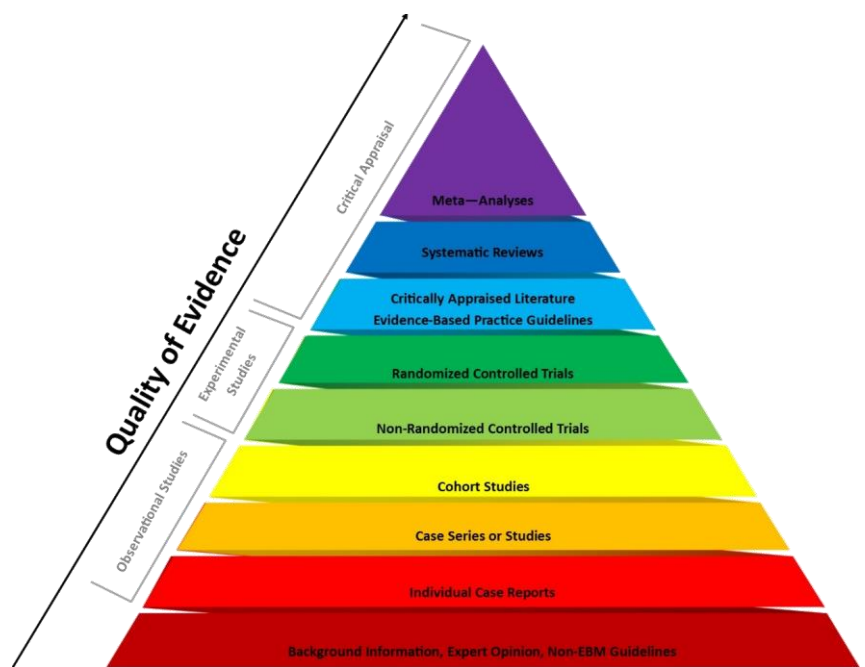 Quality of Evidence
Critical Appraisal
Experimental
Studies
Observational Studies
Meta—Analyses
Systematic Reviews
Critically Appraised Literature
Evidence-Based Practice Guidelines
Randomized Controlled Trials
Non-Randomized Controlled Trials
Cohort Studies
Case Series or Studies
Individual Case Reports
Background Information, Expert Opinion, Non-EBM Guidelines